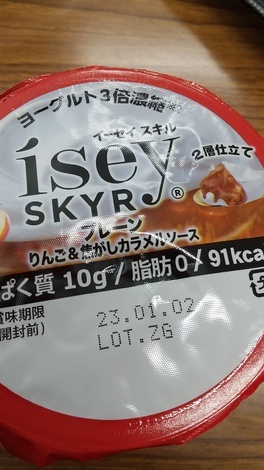 ヨーグルト3倍濃縮※
イーセイ スキル
isey
SKYR®
2層仕立て
プレーン
りんご&焦がしカラメルソース
ぱく質 10g / 脂肪0 / 91kca
賞味期限
開封前)
23.01.02
LOT.ZG